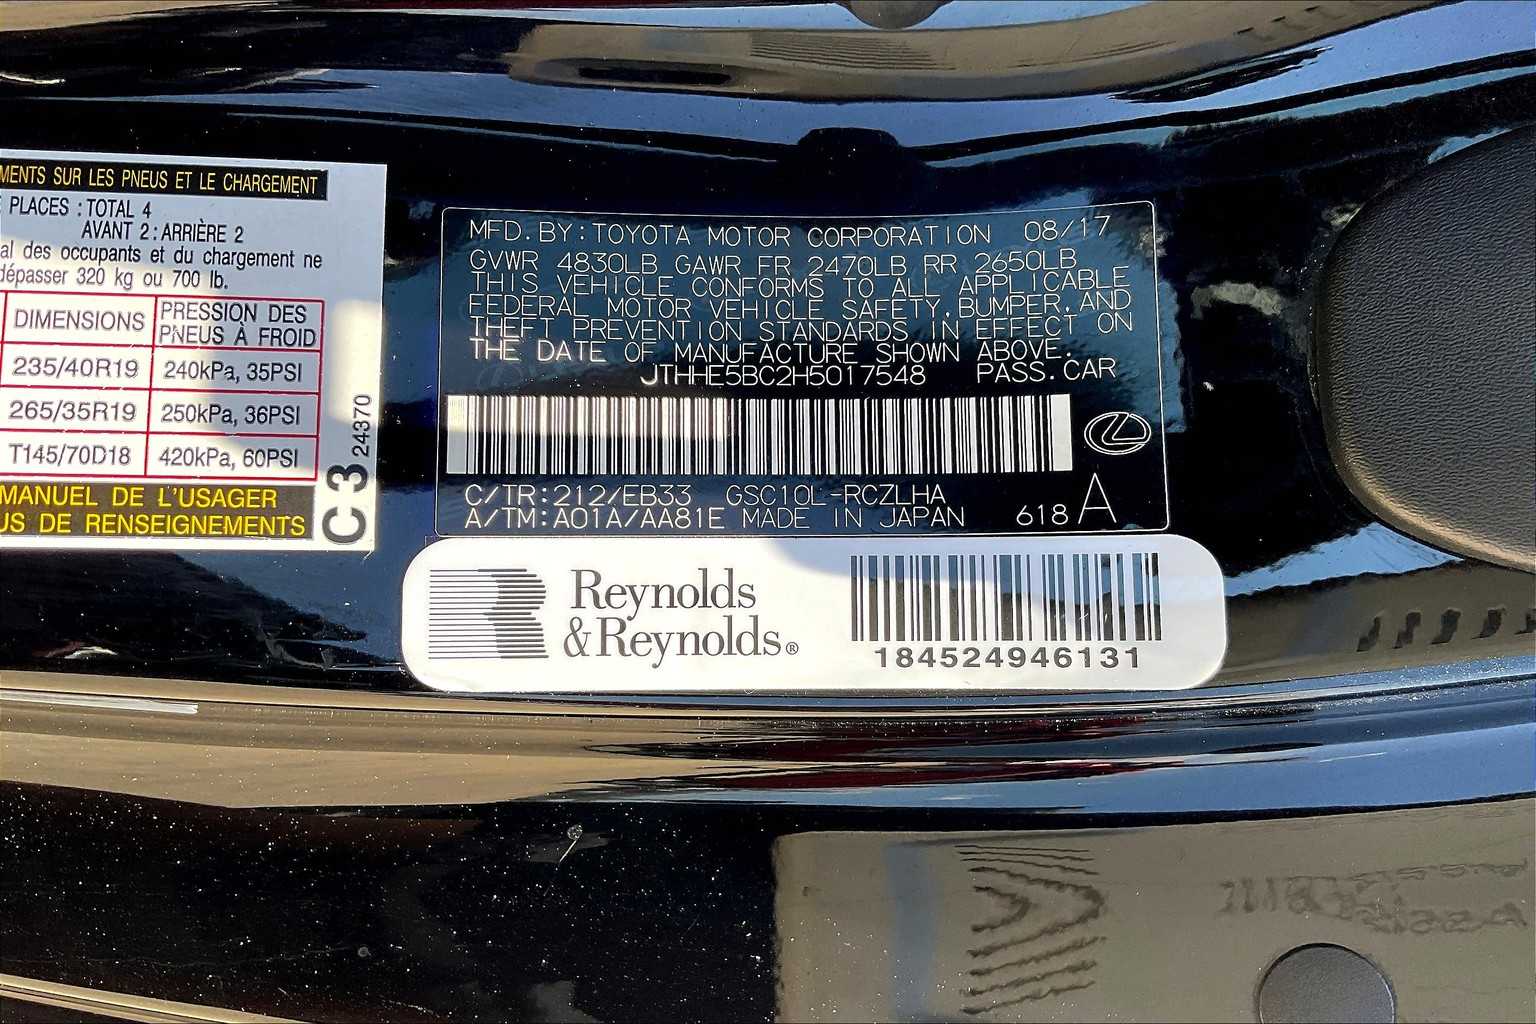 MENTS SUR LES PNEUS ET LE CHARGEMENT
PLACES : TOTAL 4
AVANT 2 : ARRIÈRE 2
al des occupants et du chargement ne
dépasser 320 kg ou 700 lb.
DIMENSIONS PRESSION DES PNEUS À FROID
235/40R19 240kPa, 35PSI
265/35R19 250kPa, 36PSI
T145/70D18 420kPa, 60PSI
MANUEL DE L'USAGER
US DE RENSEIGNEMENTS
C3 24370
MFD. BY: TOYOTA MOTOR CORPORATION 08/17
GVWR 4830LB GAWR FR 2470LB RR 2650LB
THIS VEHICLE CONFORMS TO ALL APPLICABLE
FEDERAL MOTOR VEHICLE SAFETY, BUMPER, AND
THEFT PREVENTION STANDARDS IN EFFECT ON
THE DATE OF MANUFACTURE SHOWN ABOVE.
JTHHE5BC2H5017548 PASS. CAR
C/TR: 212/EB33 GSC10L-RCZLHA
A/TM: A01A/AA81E MADE IN JAPAN 618 A
Reynolds
&Reynolds®
184524946131